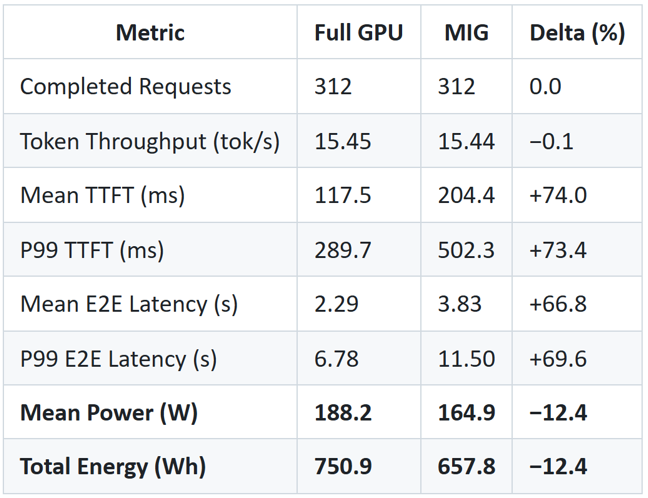 Metric Full GPU MIG Delta (%)
Completed Requests 312 312 0.0
Token Throughput (tok/s) 15.45 15.44 −0.1
Mean TTFT (ms) 117.5 204.4 +74.0
P99 TTFT (ms) 289.7 502.3 +73.4
Mean E2E Latency (s) 2.29 3.83 +66.8
P99 E2E Latency (s) 6.78 11.50 +69.6
Mean Power (W) 188.2 164.9 −12.4
Total Energy (Wh) 750.9 657.8 −12.4